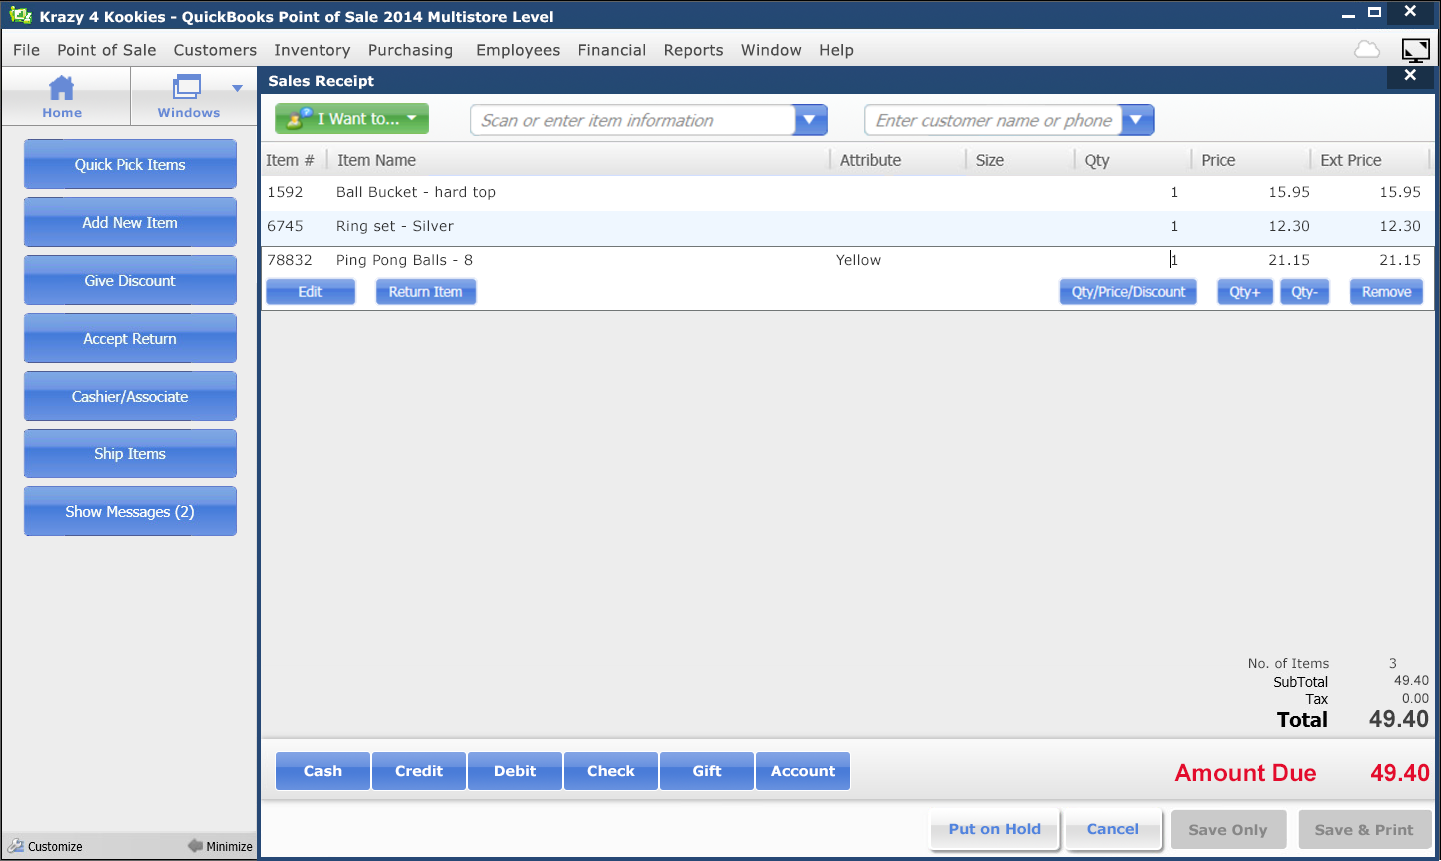 Krazy 4 Kookies - QuickBooks Point of Sale 2014 Multistore Level
File Point of Sale Customers Inventory Purchasing Employees Financial Reports Window Help
Home
Windows
Quick Pick Items
Add New Item
Give Discount
Accept Return
Cashier/Associate
Ship Items
Show Messages (2)
Customize
Minimize
Sales Receipt
I Want to... Scan or enter item information Enter customer name or phone
Item # Item Name Attribute Size Qty Price Ext Price
1592 Ball Bucket - hard top 1 15.95 15.95
6745 Ring set - Silver 1 12.30 12.30
78832 Ping Pong Balls - 8 Yellow 1 21.15 21.15
Edit Return Item Qty/Price/Discount Qty+ Qty- Remove
No. of Items 3
SubTotal 49.40
Tax 0.00
Total 49.40
Cash Credit Debit Check Gift Account Amount Due 49.40
Put on Hold Cancel Save Only Save & Print